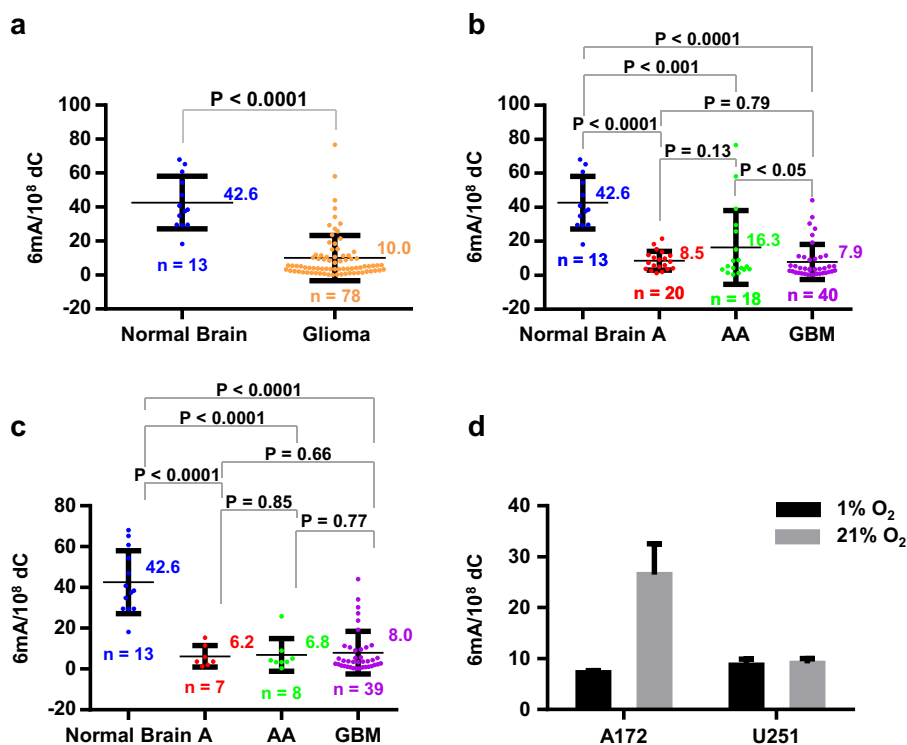 a
P < 0.0001
6mA/10⁸ dC
100
80
60
40
20
0
-20
42.6
10.0
n = 13
n = 78
Normal Brain
Glioma
b
P < 0.0001
P < 0.001
P = 0.79
P < 0.0001
P = 0.13
P < 0.05
6mA/10⁸ dC
100
80
60
40
20
0
-20
42.6
8.5
16.3
7.9
n = 13
n = 20
n = 18
n = 40
Normal Brain A AA GBM
c
P < 0.0001
P < 0.0001
P = 0.66
P < 0.0001
P = 0.85
P = 0.77
6mA/10⁸ dC
80
60
40
20
0
-20
42.6
6.2
6.8
8.0
n = 13
n = 7
n = 8
n = 39
Normal Brain A AA GBM
d
6mA/10⁸ dC
40
30
20
10
0
1% O₂
21% O₂
A172
U251